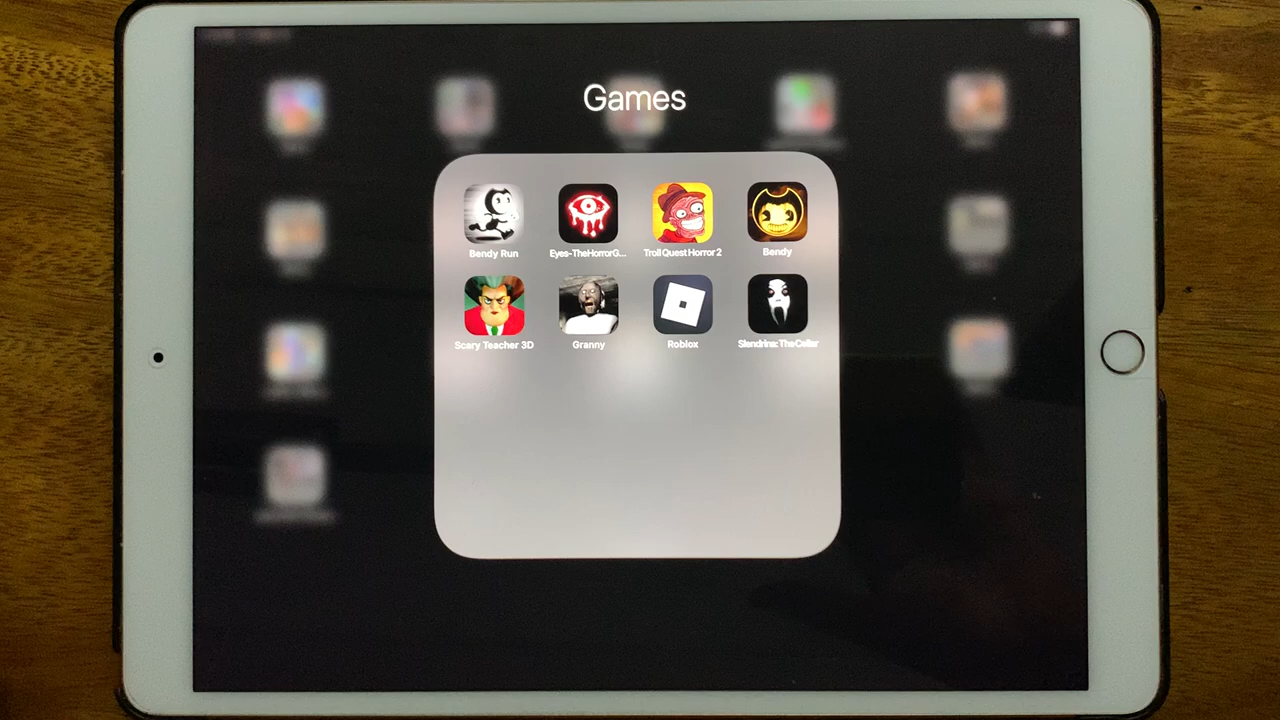 Games
Bendy Run
Eyes-TheHorrorG...
Troll Quest Horror 2
Bendy
Scary Teacher 3D
Granny
Roblox
Slendrina: The Cellar